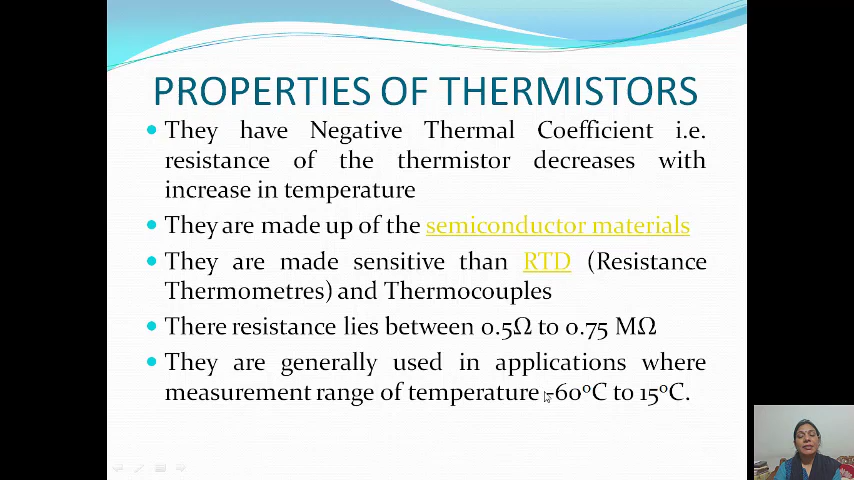 PROPERTIES OF THERMISTORS
They have Negative Thermal Coefficient i.e.
resistance of the thermistor decreases with
increase in temperature
They are made up of the semiconductor materials
They are made sensitive than RTD (Resistance
Thermometres) and Thermocouples
There resistance lies between 0.5Ω to 0.75 MΩ
They are generally used in applications where
measurement range of temperature -60⁰C to 15⁰C.